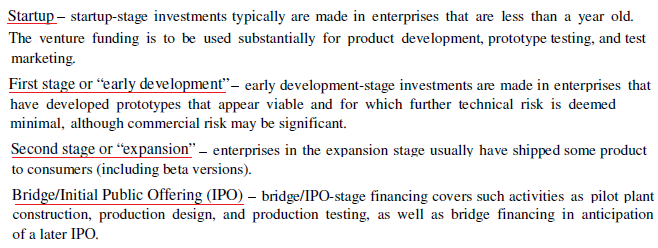 Startup – startup-stage investments typically are made in enterprises that are less than a year old.
The venture funding is to be used substantially for product development, prototype testing, and test
marketing.
First stage or “early development” – early development-stage investments are made in enterprises that
have developed prototypes that appear viable and for which further technical risk is deemed
minimal, although commercial risk may be significant.
Second stage or “expansion” – enterprises in the expansion stage usually have shipped some product
to consumers (including beta versions).
Bridge/Initial Public Offering (IPO) – bridge/IPO-stage financing covers such activities as pilot plant
construction, production design, and production testing, as well as bridge financing in anticipation
of a later IPO.